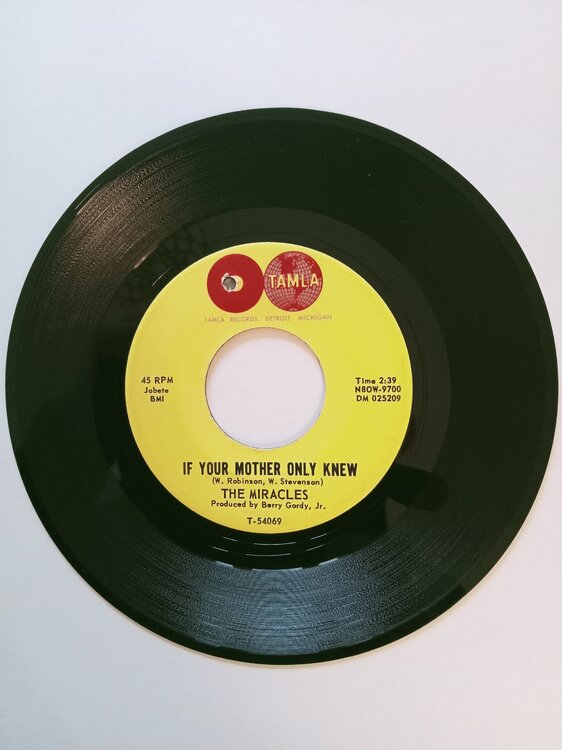 TAMLA
TAMLA RECORDS, DETROIT, MICHIGAN
45 RPM
Jobete
BMI
Time 2:39
N8OW-9700
DM 025209
IF YOUR MOTHER ONLY KNEW
(W. Robinson, W. Stevenson)
THE MIRACLES
Produced by Berry Gordy, Jr.
T-54069